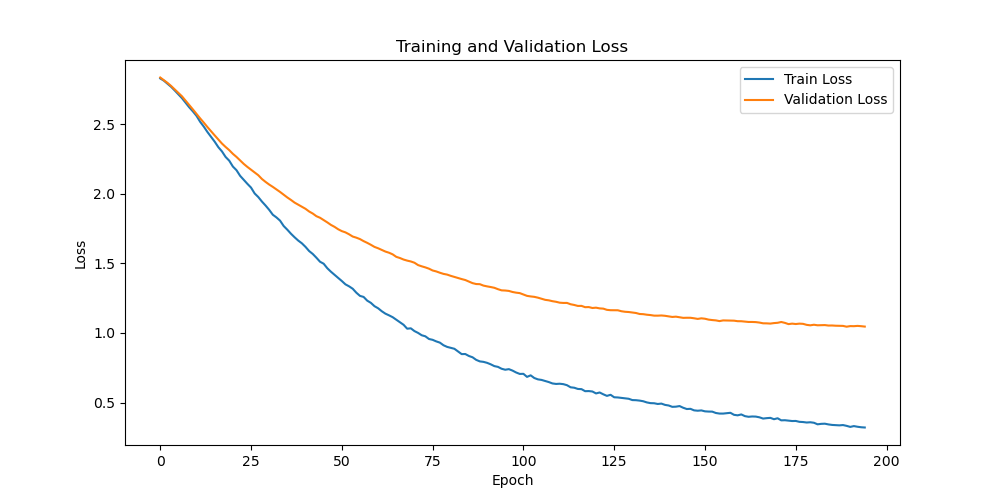 Training and Validation Loss
Train Loss
Validation Loss
Loss
2.5
2.0
1.5
1.0
0.5
0 25 50 75 100 125 150 175 200
Epoch